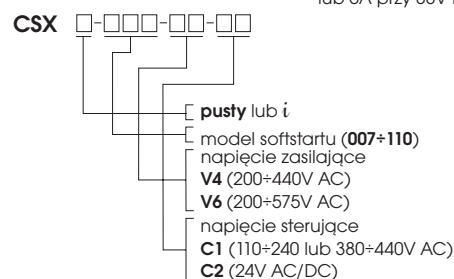 lub 3A przy 30V
CSX □-□□□-□□-□□
pusty lub i
model softstartu (007÷110)
napięcie zasilające
V4 (200÷440V AC)
V6 (200÷575V AC)
napięcie sterujące
C1 (110÷240 lub 380÷440V AC)
C2 (24V AC/DC)